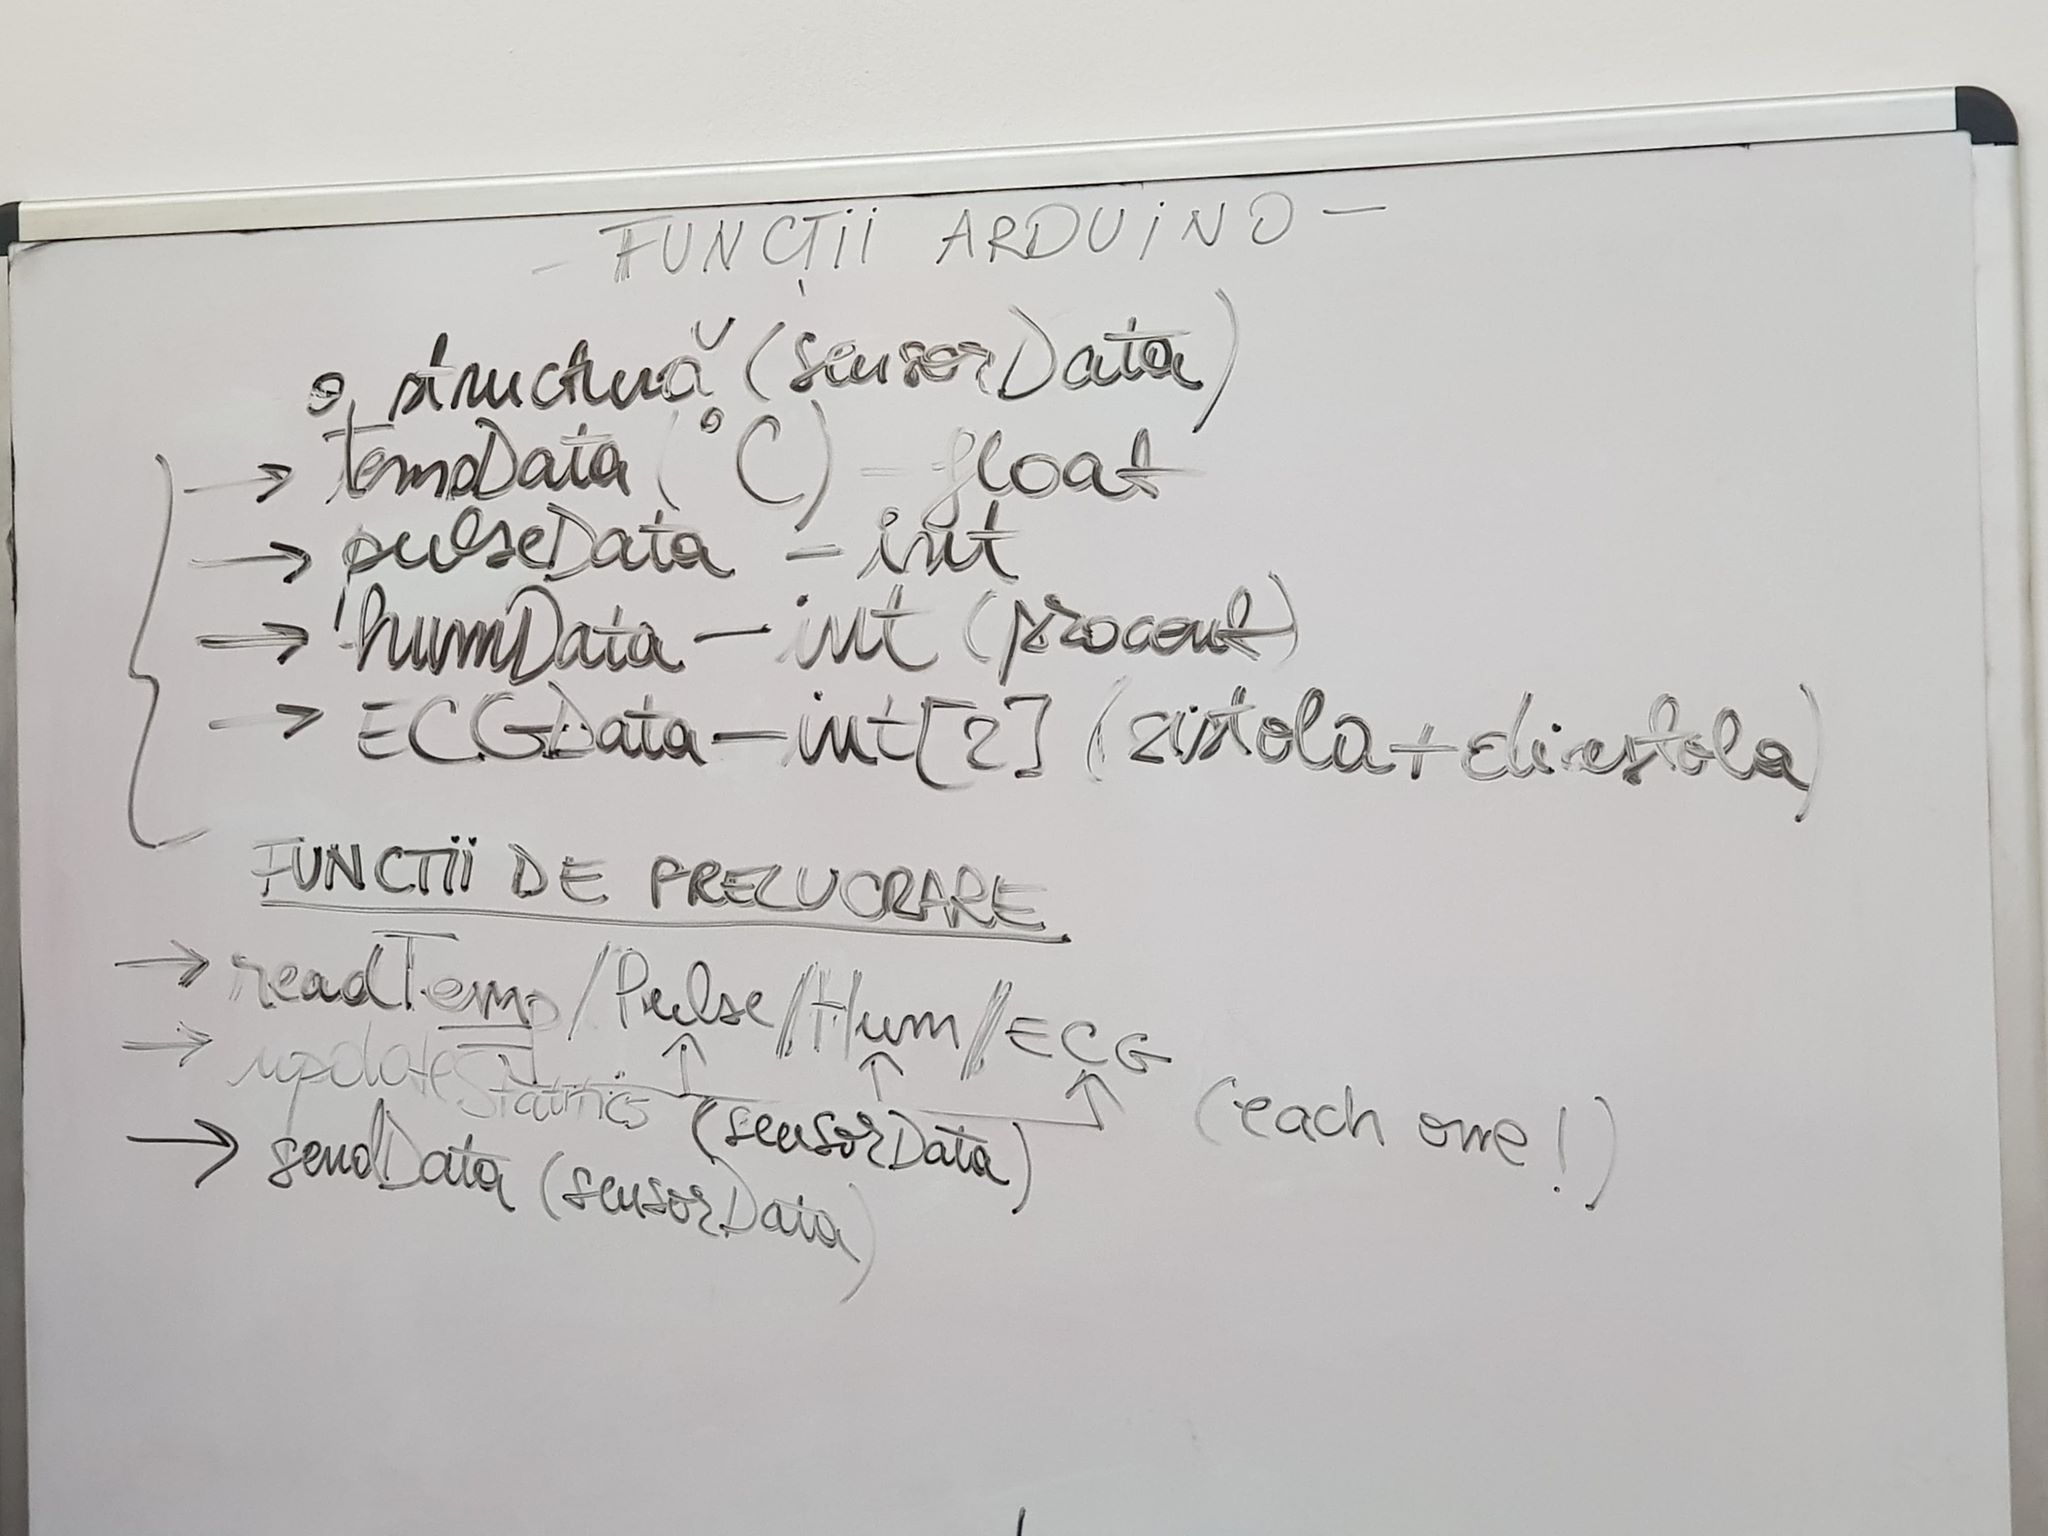 - FUNCȚii ARDUiNO -
o structură (sensorData)
→ tempData (°C) - float
→ pulseData - int
→ humData - int (procent)
→ ECGData - int[2] (sistola + diastola)
FUNCTii DE PRELUCRARE
→ readTemp / Pulse / Hum / ECG
→ updateStatistics (sensorData) (each one!)
→ sendData (sensorData)